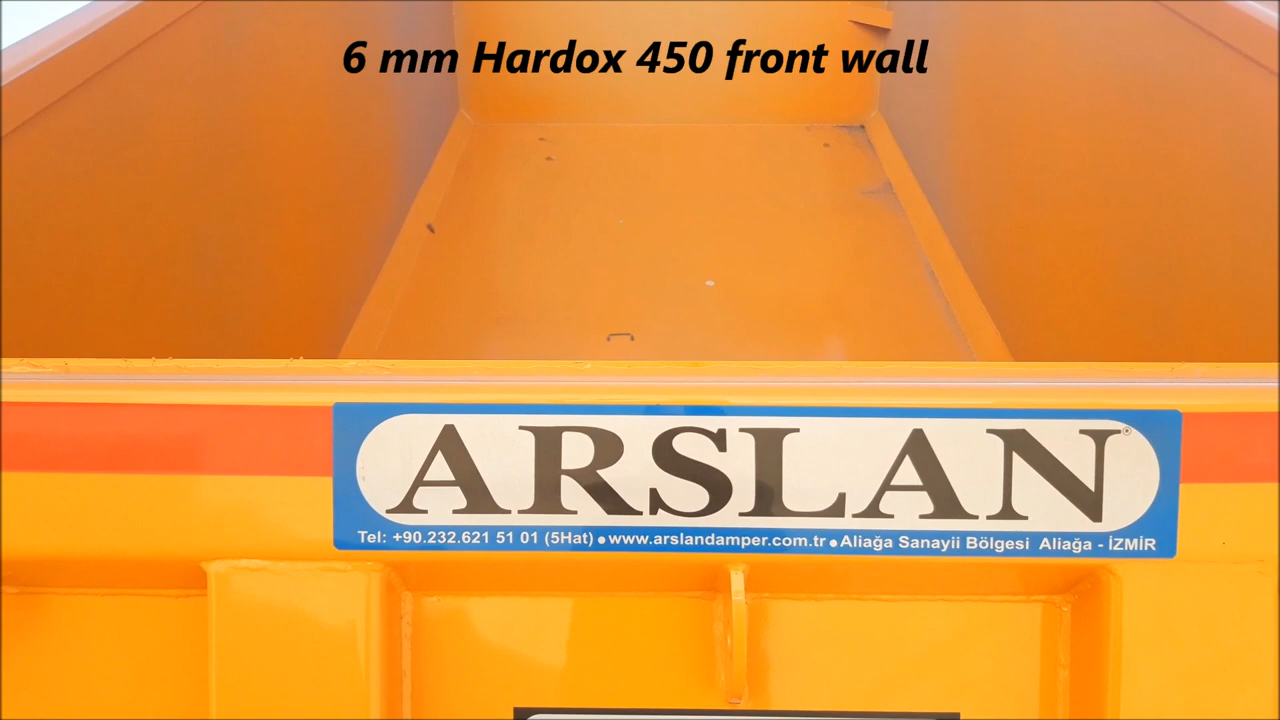 6 mm Hardox 450 front wall
ARSLAN®
Tel: +90.232.621 51 01 (5Hat) ● www.arslandamper.com.tr ● Aliağa Sanayii Bölgesi Aliağa - İZMİR